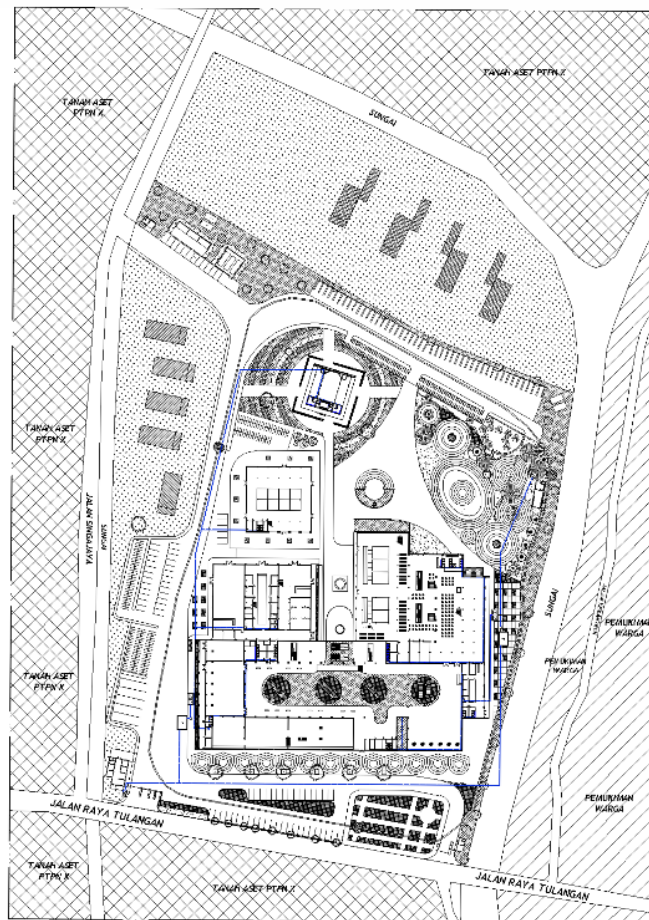 TANAH ASET PTPN X
TANAH ASET
PTPN X
SUNGAI
TANAH ASET
PTPN X
JALAN SINGAJAYA
SUNGAI
SUNGAI
PEMUKIMAN
WARGA
PEMUKIMAN
WARGA
TANAH ASET
PTPN X
PEMUKIMAN
WARGA
JALAN RAYA TULANGAN
TANAH ASET
PTPN X
TANAH ASET PTPN X
JALAN RAYA TULANGAN